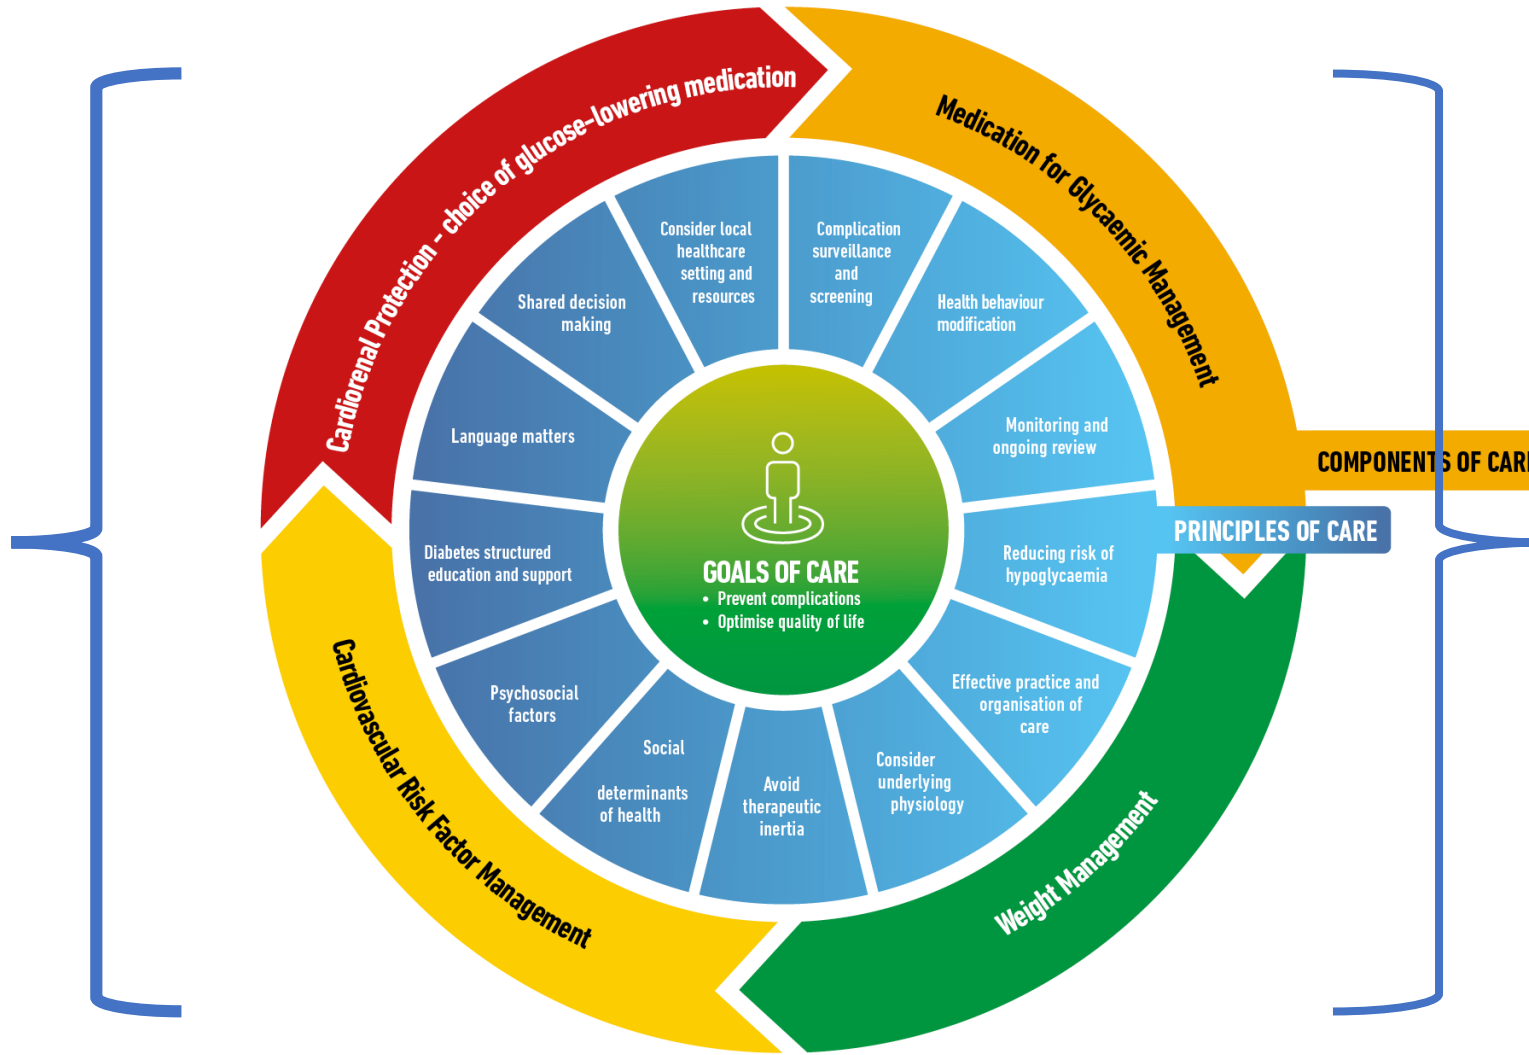 Cardiorenal Protection - choice of glucose-lowering medication
Medication for Glycaemic Management
Weight Management
Cardiovascular Risk Factor Management
COMPONENTS OF CARE
PRINCIPLES OF CARE
Consider local
healthcare
setting and
resources
Complication
surveillance
and
screening
Health behaviour
modification
Monitoring and
ongoing review
Reducing risk of
hypoglycaemia
Effective practice and
organisation of
care
Consider
underlying
physiology
Avoid
therapeutic
inertia
Social
determinants
of health
Psychosocial
factors
Diabetes structured
education and support
Language matters
Shared decision
making
GOALS OF CARE
• Prevent complications
• Optimise quality of life